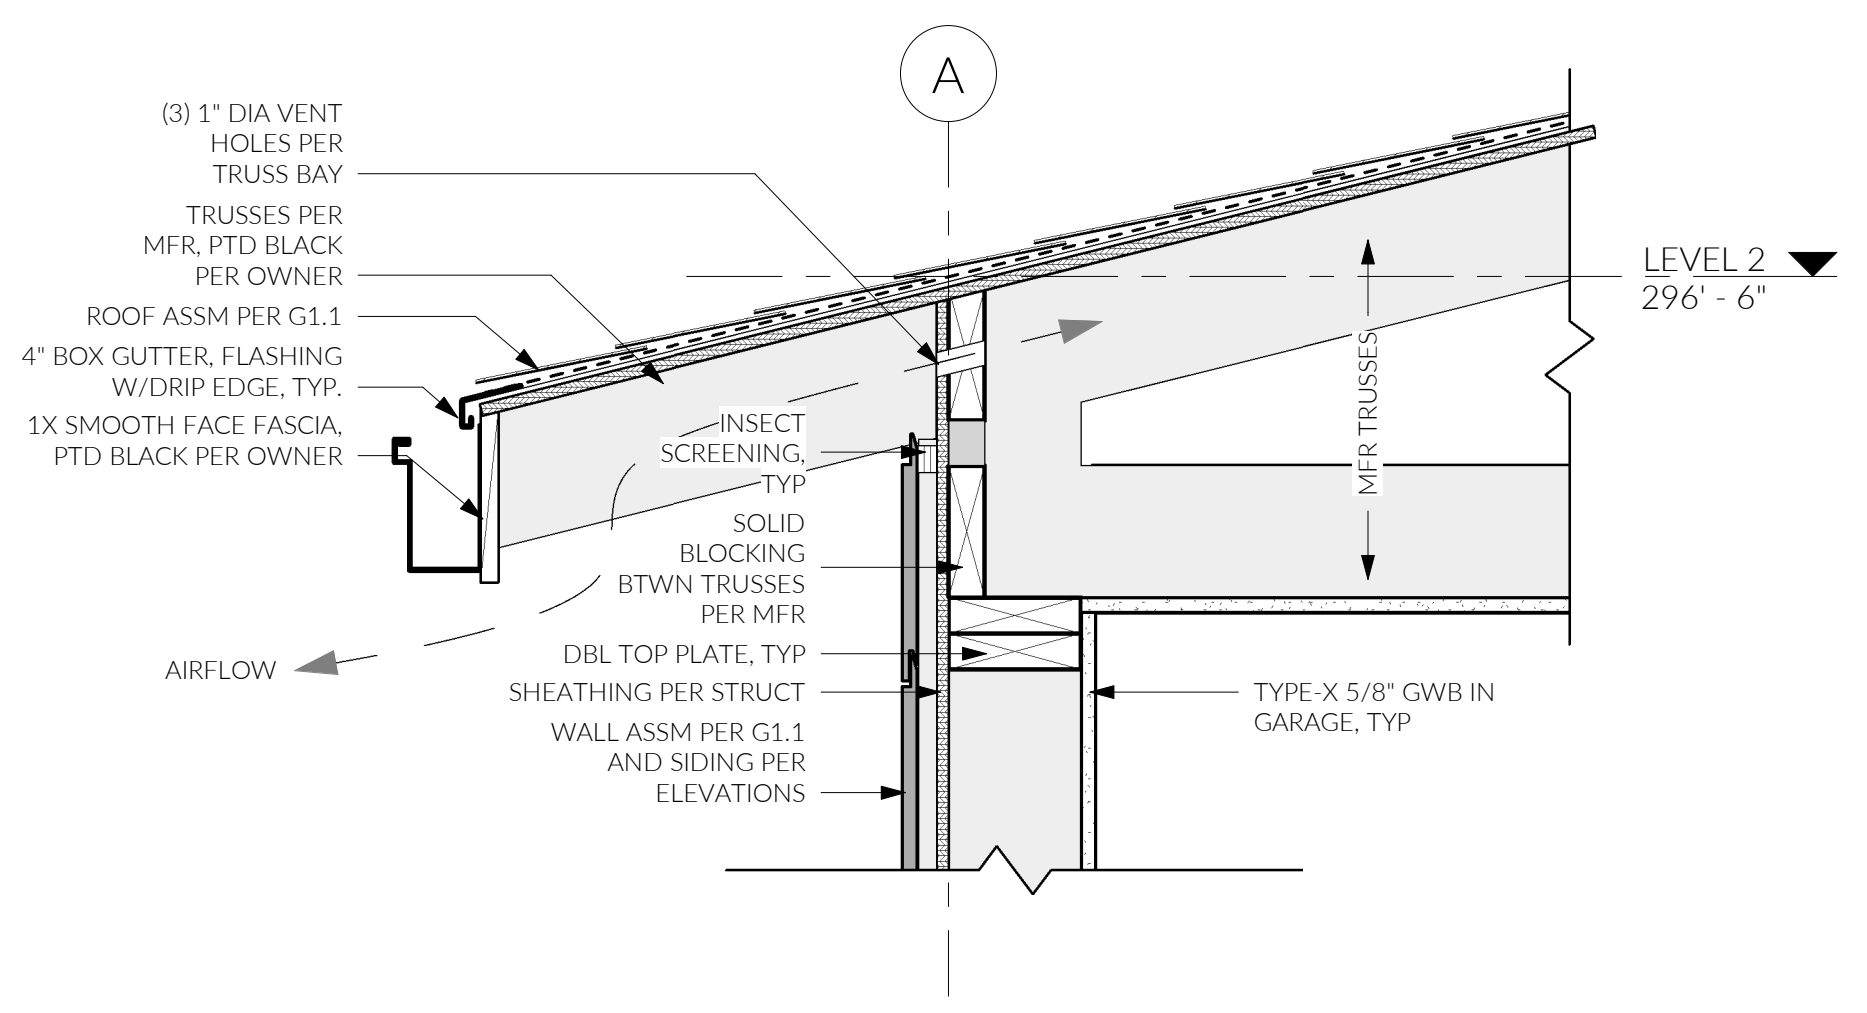 A
(3) 1" DIA VENT
HOLES PER
TRUSS BAY
TRUSSES PER
MFR, PTD BLACK
PER OWNER
ROOF ASSM PER G1.1
4" BOX GUTTER, FLASHING
W/DRIP EDGE, TYP.
1X SMOOTH FACE FASCIA,
PTD BLACK PER OWNER
LEVEL 2
296' - 6"
MFR TRUSSES
INSECT
SCREENING,
TYP
SOLID
BLOCKING
BTWN TRUSSES
PER MFR
DBL TOP PLATE, TYP
AIRFLOW
SHEATHING PER STRUCT
WALL ASSM PER G1.1
AND SIDING PER
ELEVATIONS
TYPE-X 5/8" GWB IN
GARAGE, TYP